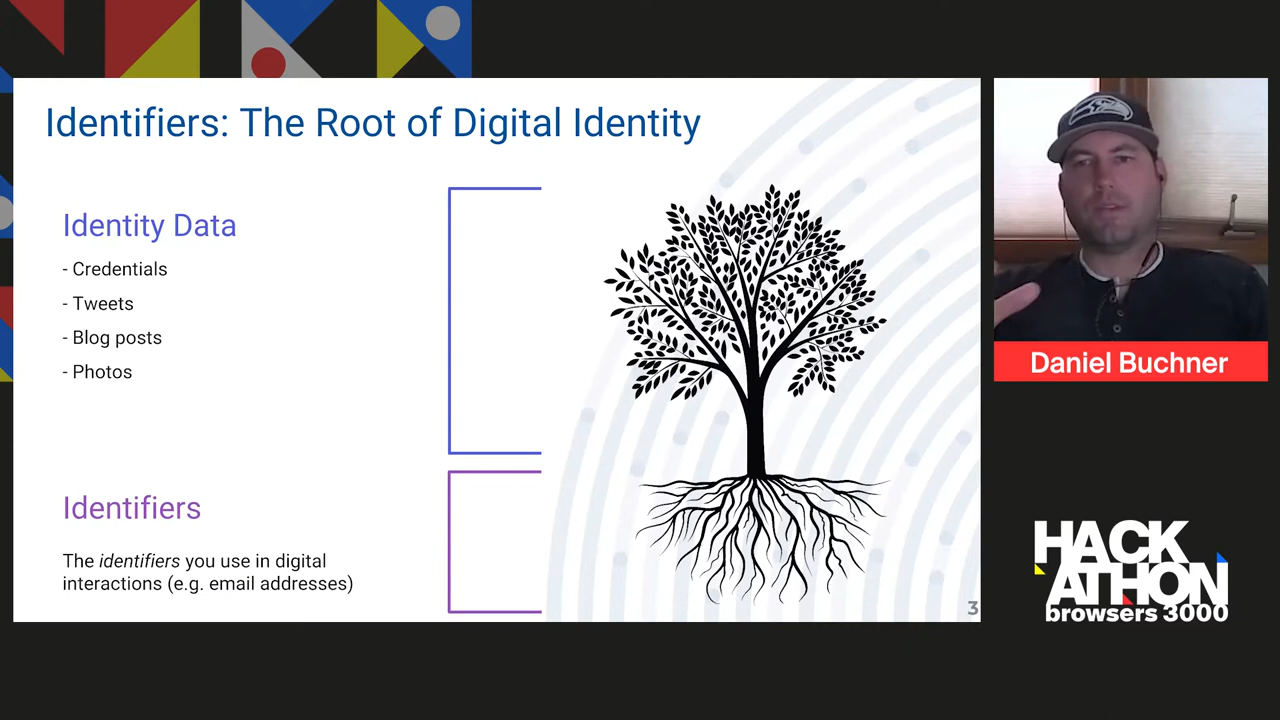 Identifiers: The Root of Digital Identity
Identity Data
- Credentials
- Tweets
- Blog posts
- Photos
Identifiers
The identifiers you use in digital
interactions (e.g. email addresses)
3
Daniel Buchner
HACK
ATHON
browsers 3000